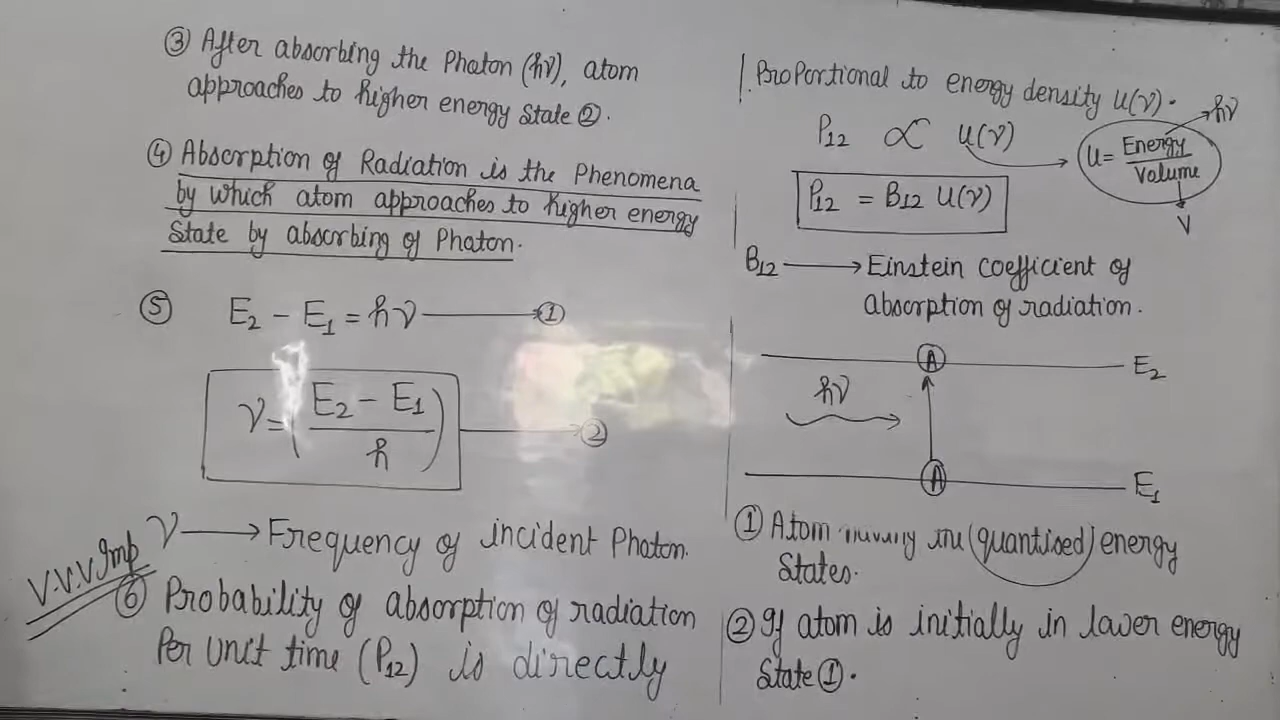 ③ After absorbing the Photon (hν), atom
approaches to higher energy State ②.
④ Absorption of Radiation is the Phenomena
by which atom approaches to higher energy
State by absorbing of Photon.
⑤ E₂ - E₁ = hν ⟶ ①
ν = ( (E₂ - E₁) / h ) ⟶ ②
ν ⟶ Frequency of incident Photon.
V.V.V Imp
⑥ Probability of absorption of radiation
Per unit time (P₁₂) is directly
Proportional to energy density u(ν).
P₁₂ ∝ u(ν)
u = Energy / Volume
hν
V
P₁₂ = B₁₂ u(ν)
B₁₂ ⟶ Einstein coefficient of
absorption of radiation.
A E₂
hν
A E₁
① Atom in (quantised) energy
States.
② If atom is initially in lower energy
State ①.